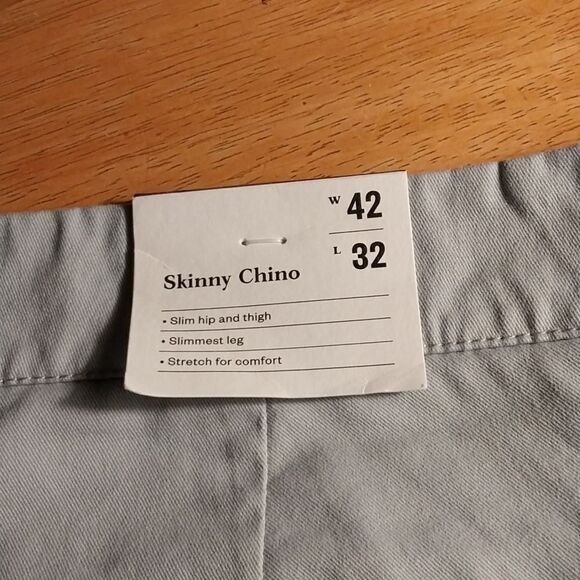 W 42
L 32
Skinny Chino
• Slim hip and thigh
• Slimmest leg
• Stretch for comfort